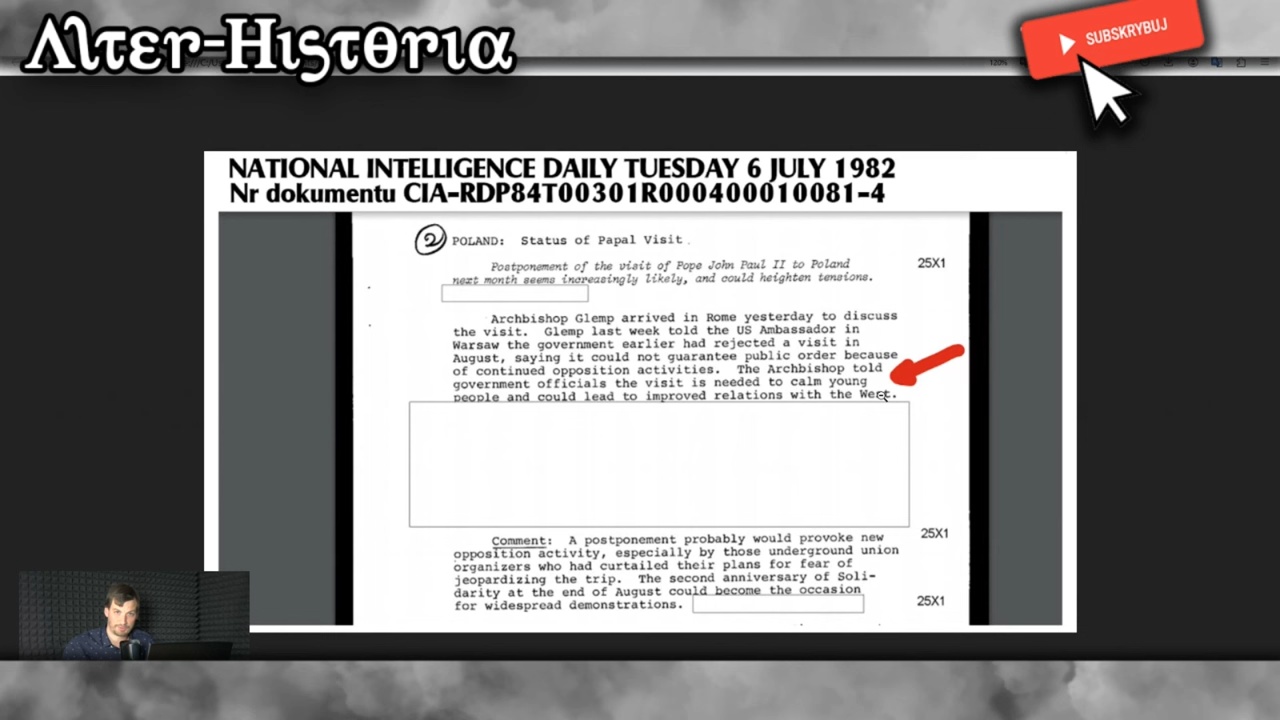 Alter-Historia
SUBSKRYBUJ
120%
NATIONAL INTELLIGENCE DAILY TUESDAY 6 JULY 1982
Nr dokumentu CIA-RDP84T00301R000400010081-4
2 POLAND: Status of Papal Visit
Postponement of the visit of Pope John Paul II to Poland
next month seems increasingly likely, and could heighten tensions.
25X1
Archbishop Glemp arrived in Rome yesterday to discuss
the visit. Glemp last week told the US Ambassador in
Warsaw the government earlier had rejected a visit in
August, saying it could not guarantee public order because
of continued opposition activities. The Archbishop told
government officials the visit is needed to calm young
people and could lead to improved relations with the West.
25X1
Comment: A postponement probably would provoke new
opposition activity, especially by those underground union
organizers who had curtailed their plans for fear of
jeopardizing the trip. The second anniversary of Soli-
darity at the end of August could become the occasion
for widespread demonstrations.
25X1